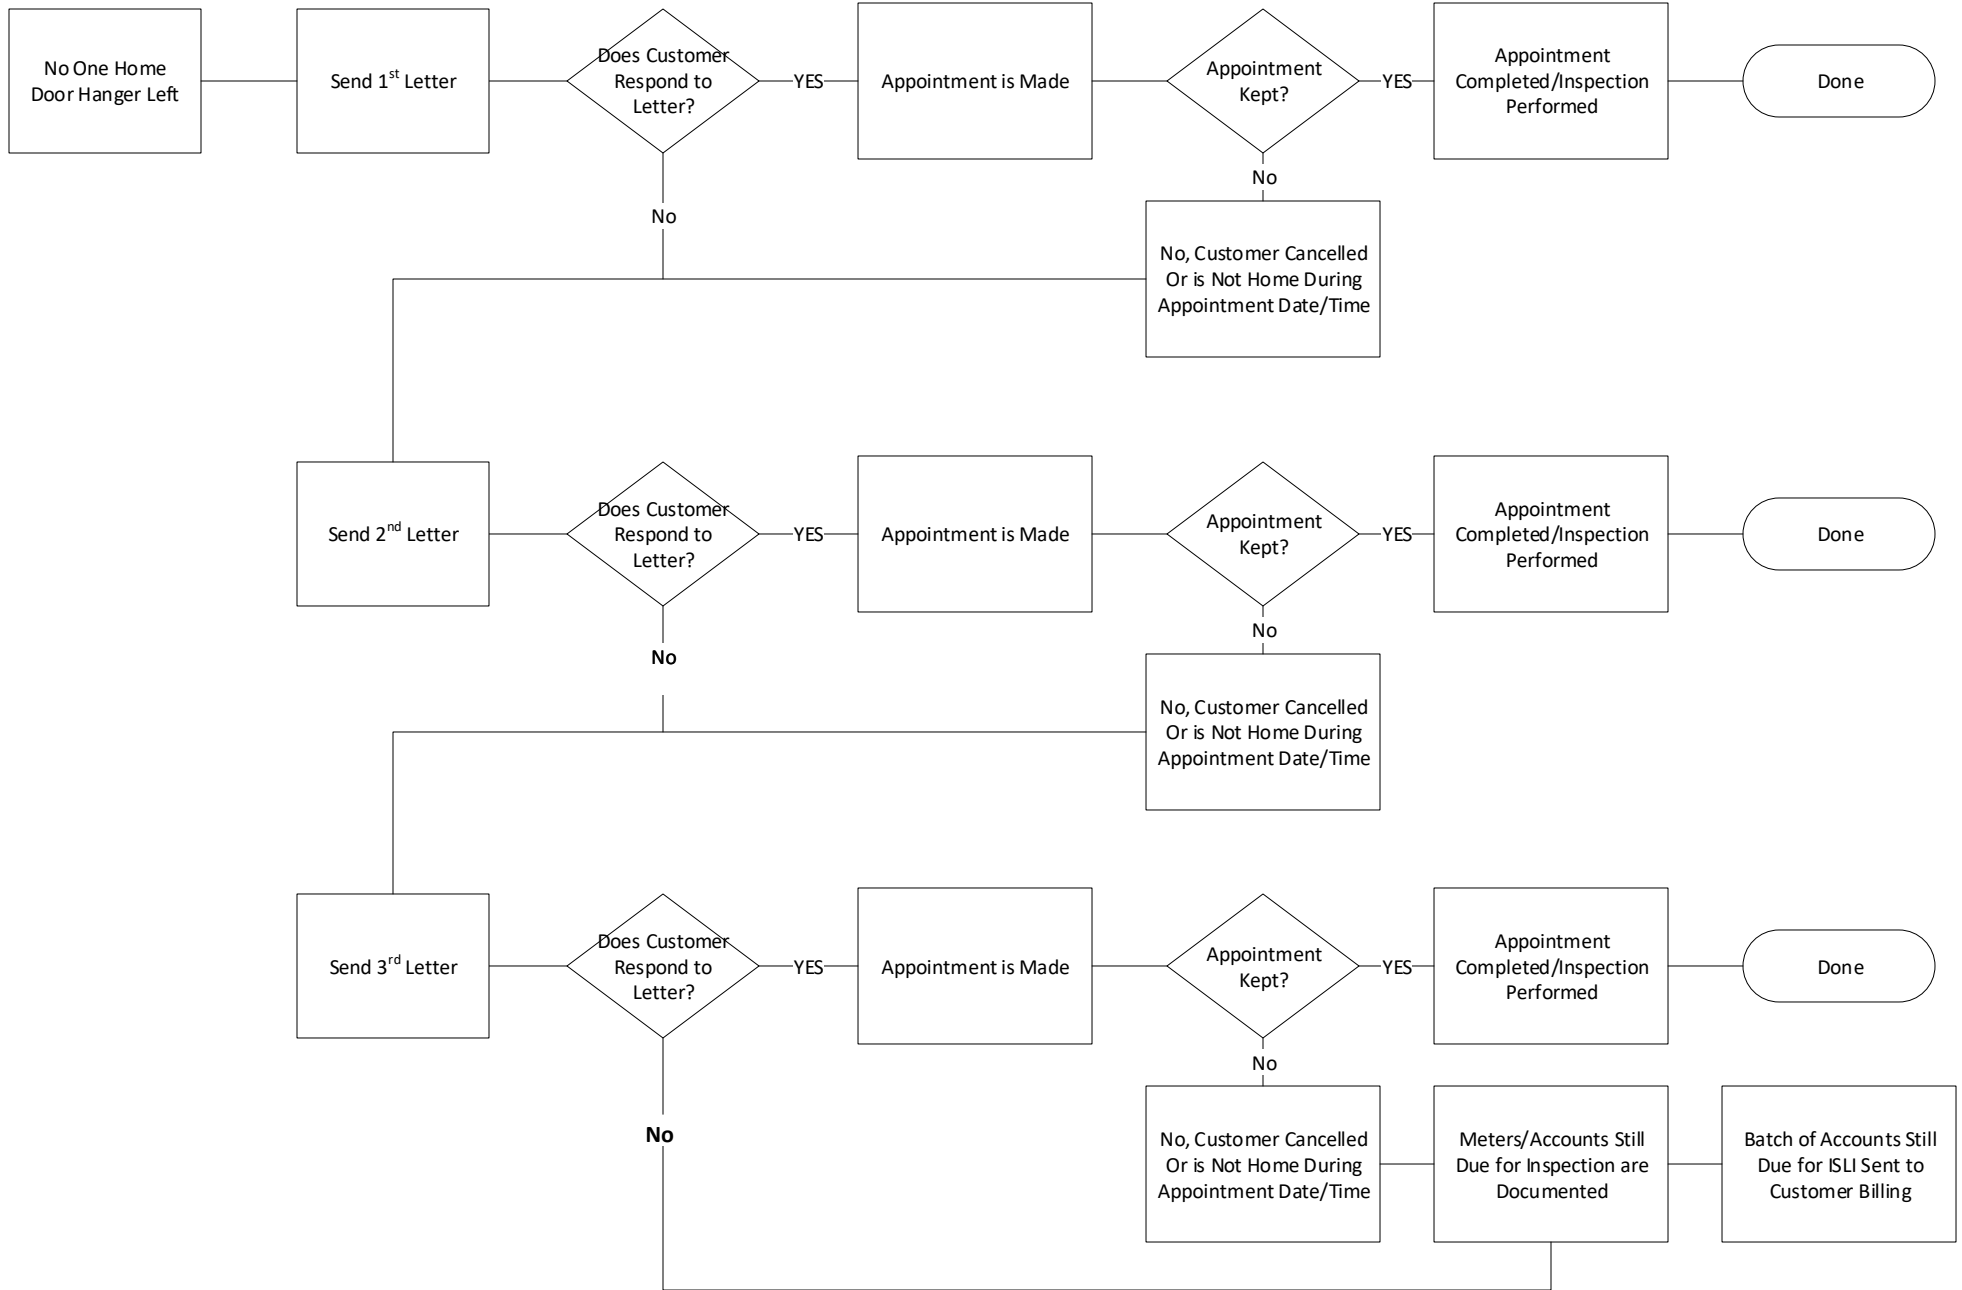 No One Home
Door Hanger Left
Send 1st Letter
Does Customer
Respond to
Letter?
YES
Appointment is Made
Appointment
Kept?
YES
Appointment
Completed/Inspection
Performed
Done
No
No
No, Customer Cancelled
Or is Not Home During
Appointment Date/Time
Send 2nd Letter
Does Customer
Respond to
Letter?
YES
Appointment is Made
Appointment
Kept?
YES
Appointment
Completed/Inspection
Performed
Done
No
No
No, Customer Cancelled
Or is Not Home During
Appointment Date/Time
Send 3rd Letter
Does Customer
Respond to
Letter?
YES
Appointment is Made
Appointment
Kept?
YES
Appointment
Completed/Inspection
Performed
Done
No
No
No, Customer Cancelled
Or is Not Home During
Appointment Date/Time
Meters/Accounts Still
Due for Inspection are
Documented
Batch of Accounts Still
Due for ISLI Sent to
Customer Billing